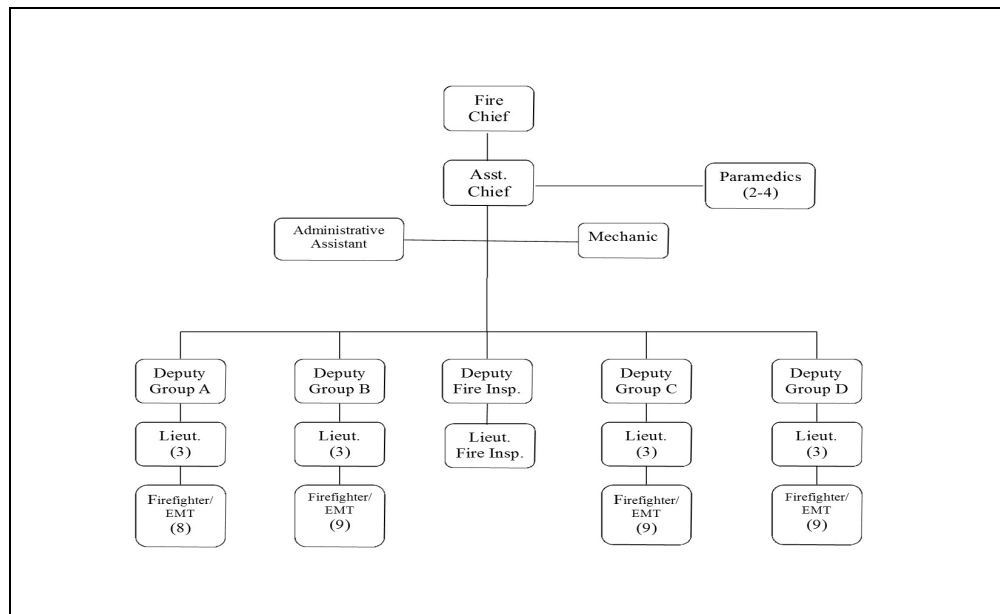 Fire
Chief
Asst.
Chief
Paramedics
(2-4)
Administrative
Assistant
Mechanic
Deputy
Group A
Deputy
Group B
Deputy
Fire Insp.
Deputy
Group C
Deputy
Group D
Lieut.
(3)
Lieut.
(3)
Lieut.
Fire Insp.
Lieut.
(3)
Lieut.
(3)
Firefighter/
EMT
(8)
Firefighter/
EMT
(9)
Firefighter/
EMT
(9)
Firefighter/
EMT
(9)